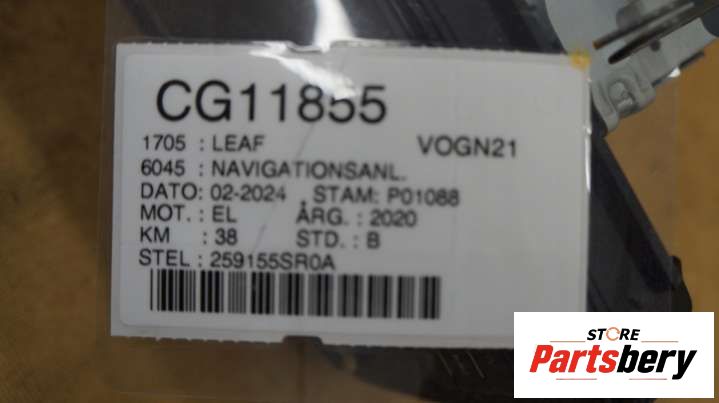 CG11855
1705 : LEAF VOGN21
6045 : NAVIGATIONSANL.
DATO: 02-2024 STAM: P01088
MOT. : EL ÅRG. : 2020
KM : 38 STD. : B
STEL : 259155SR0A
STORE
Partsbery